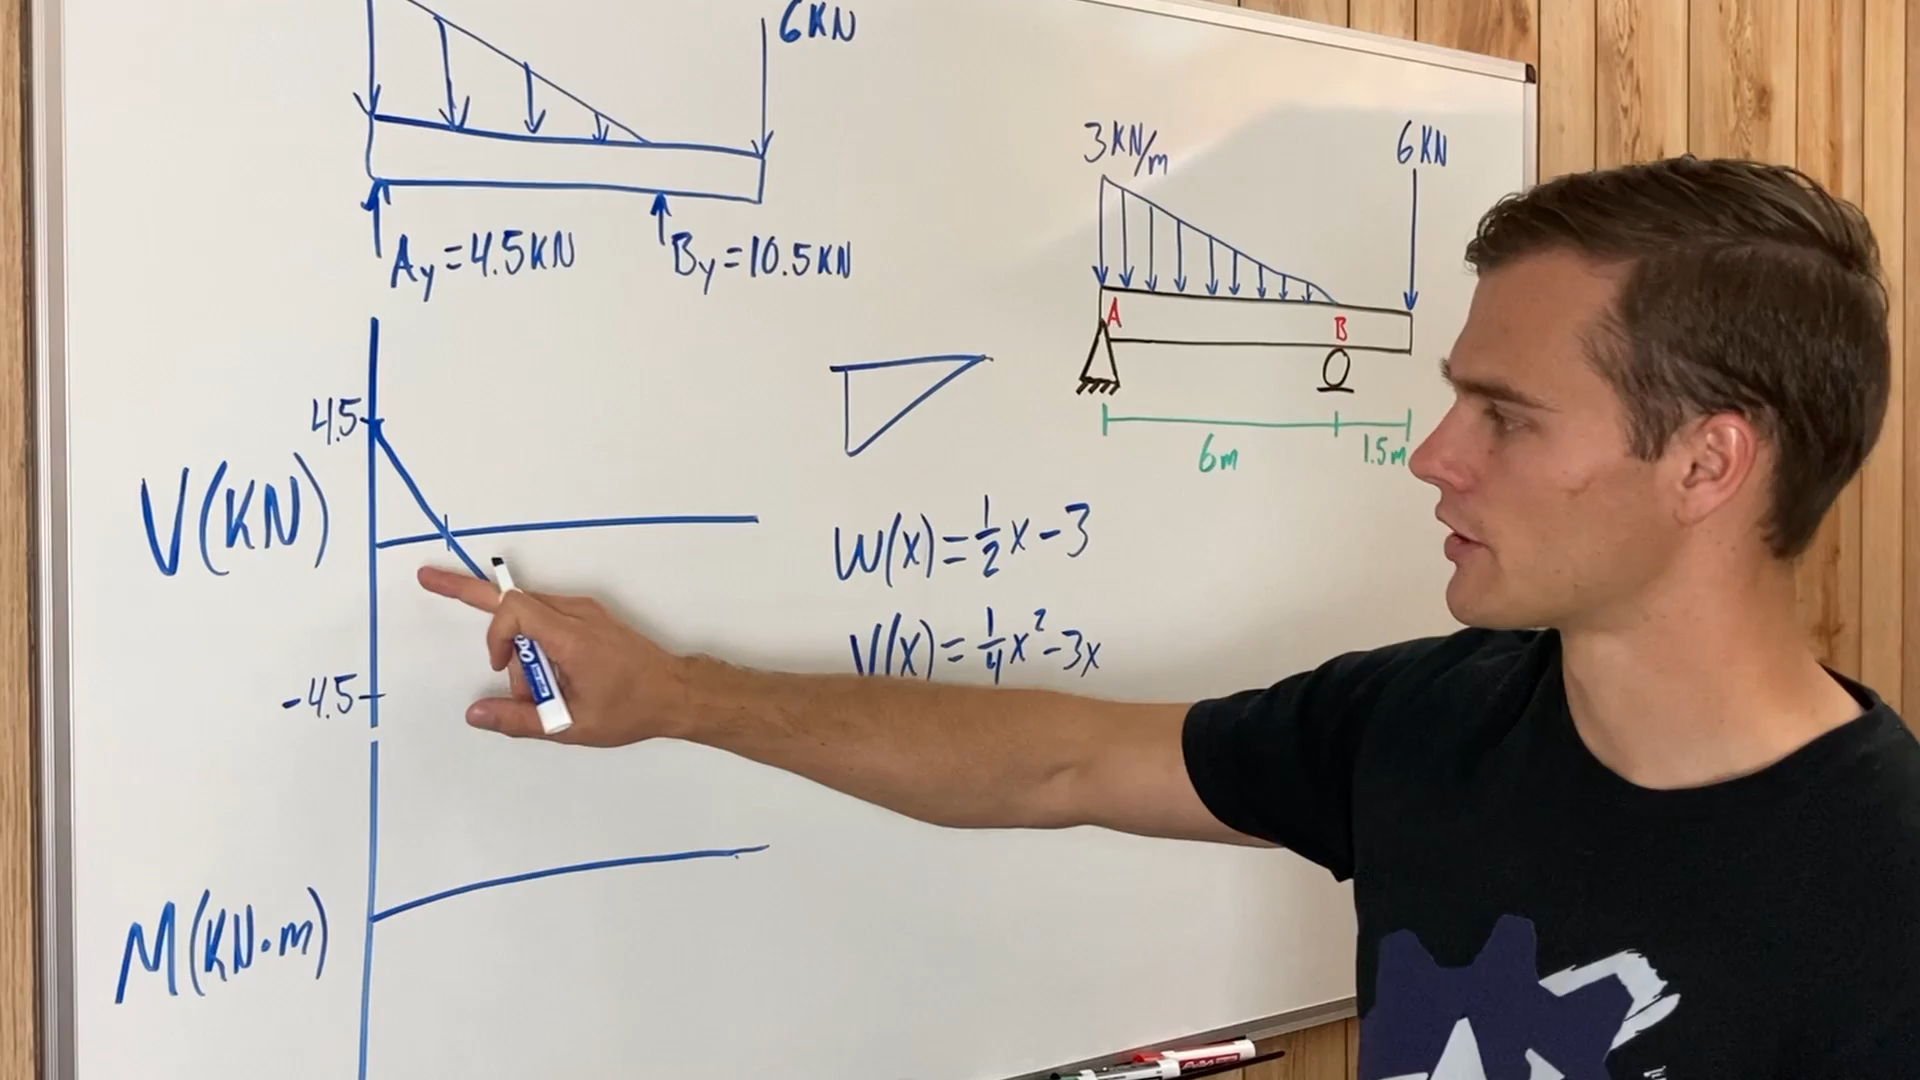 6KN
Ay=4.5KN
By=10.5KN
3KN/m
6KN
A
B
6m
1.5m
4.5
V(KN)
-4.5
W(x)=½x-3
V(x)=¼x²-3x
M(KN·m)